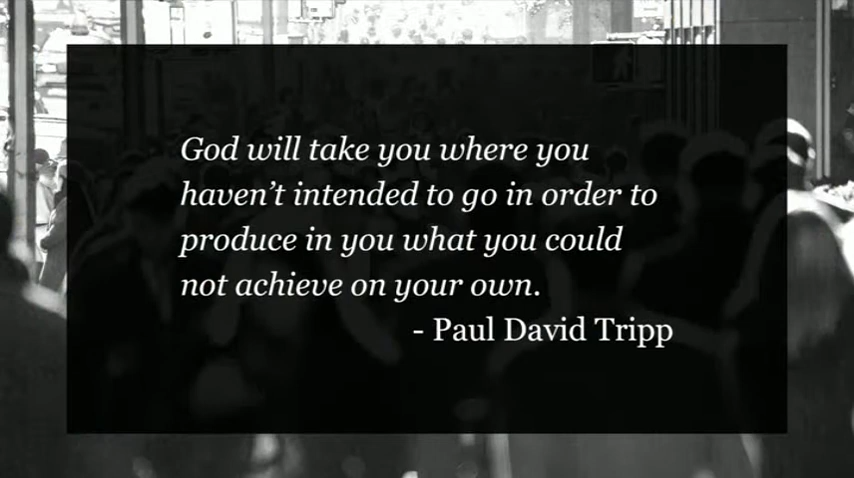 God will take you where you
haven’t intended to go in order to
produce in you what you could
not achieve on your own.
- Paul David Tripp